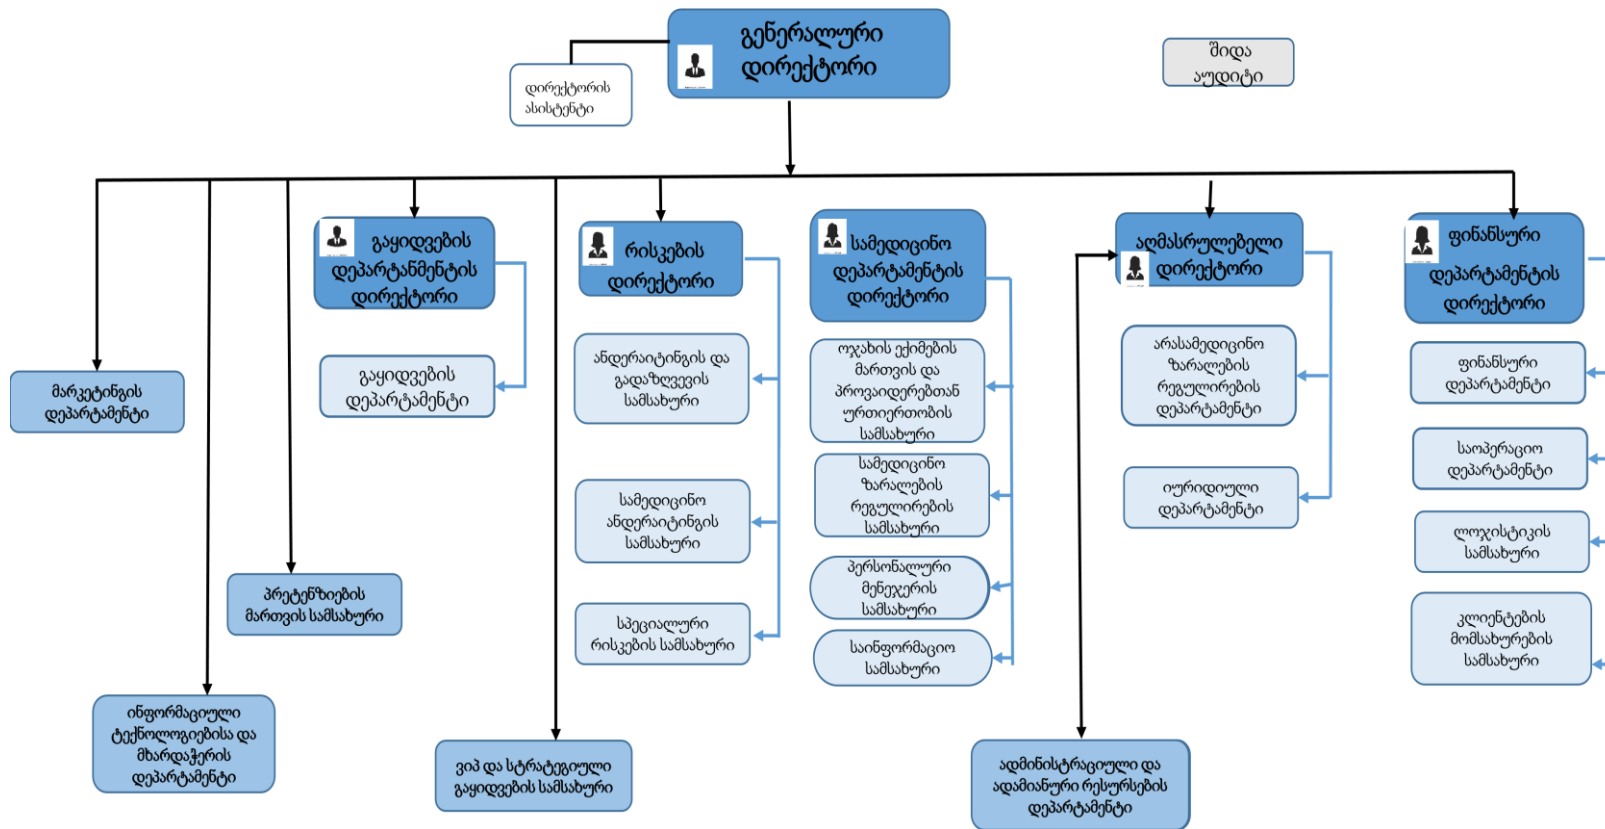 გენერალური
დირექტორი
შიდა
აუდიტი
დირექტორის
ასისტენტი
გაყიდვების
დეპარტანმენტის
დირექტორი
რისკების
დირექტორი
სამედიცინო
დეპარტამენტის
დირექტორი
აღმასრულებელი
დირექტორი
ფინანსური
დეპარტამენტის
დირექტორი
მარკეტინგის
დეპარტამენტი
გაყიდვების
დეპარტამენტი
ანდერაიტინგის და
გადაზღვევის
სამსახური
ოჯახის ექიმების
მართვის და
პროვაიდერებთან
ურთიერთობის
სამსახური
არასამედიცინო
ზარალების
რეგულირების
დეპარტამენტი
ფინანსური
დეპარტამენტი
სამედიცინო
ანდერაიტინგის
სამსახური
სამედიცინო
ზარალების
რეგულირების
სამსახური
იურიდიული
დეპარტამენტი
საოპერაციო
დეპარტამენტი
ლოჯისტიკის
სამსახური
პრეტენზიების
მართვის სამსახური
სპეციალური
რისკების სამსახური
პერსონალური
მენეჯერის
სამსახური
საინფორმაციო
სამსახური
კლიენტების
მომსახურების
სამსახური
ინფორმაციული
ტექნოლოგიებისა და
მხარდაჭერის
დეპარტამენტი
ვიპ და სტრატეგიული
გაყიდვების სამსახური
ადმინისტრაციული და
ადამიანური რესურსების
დეპარტამენტი